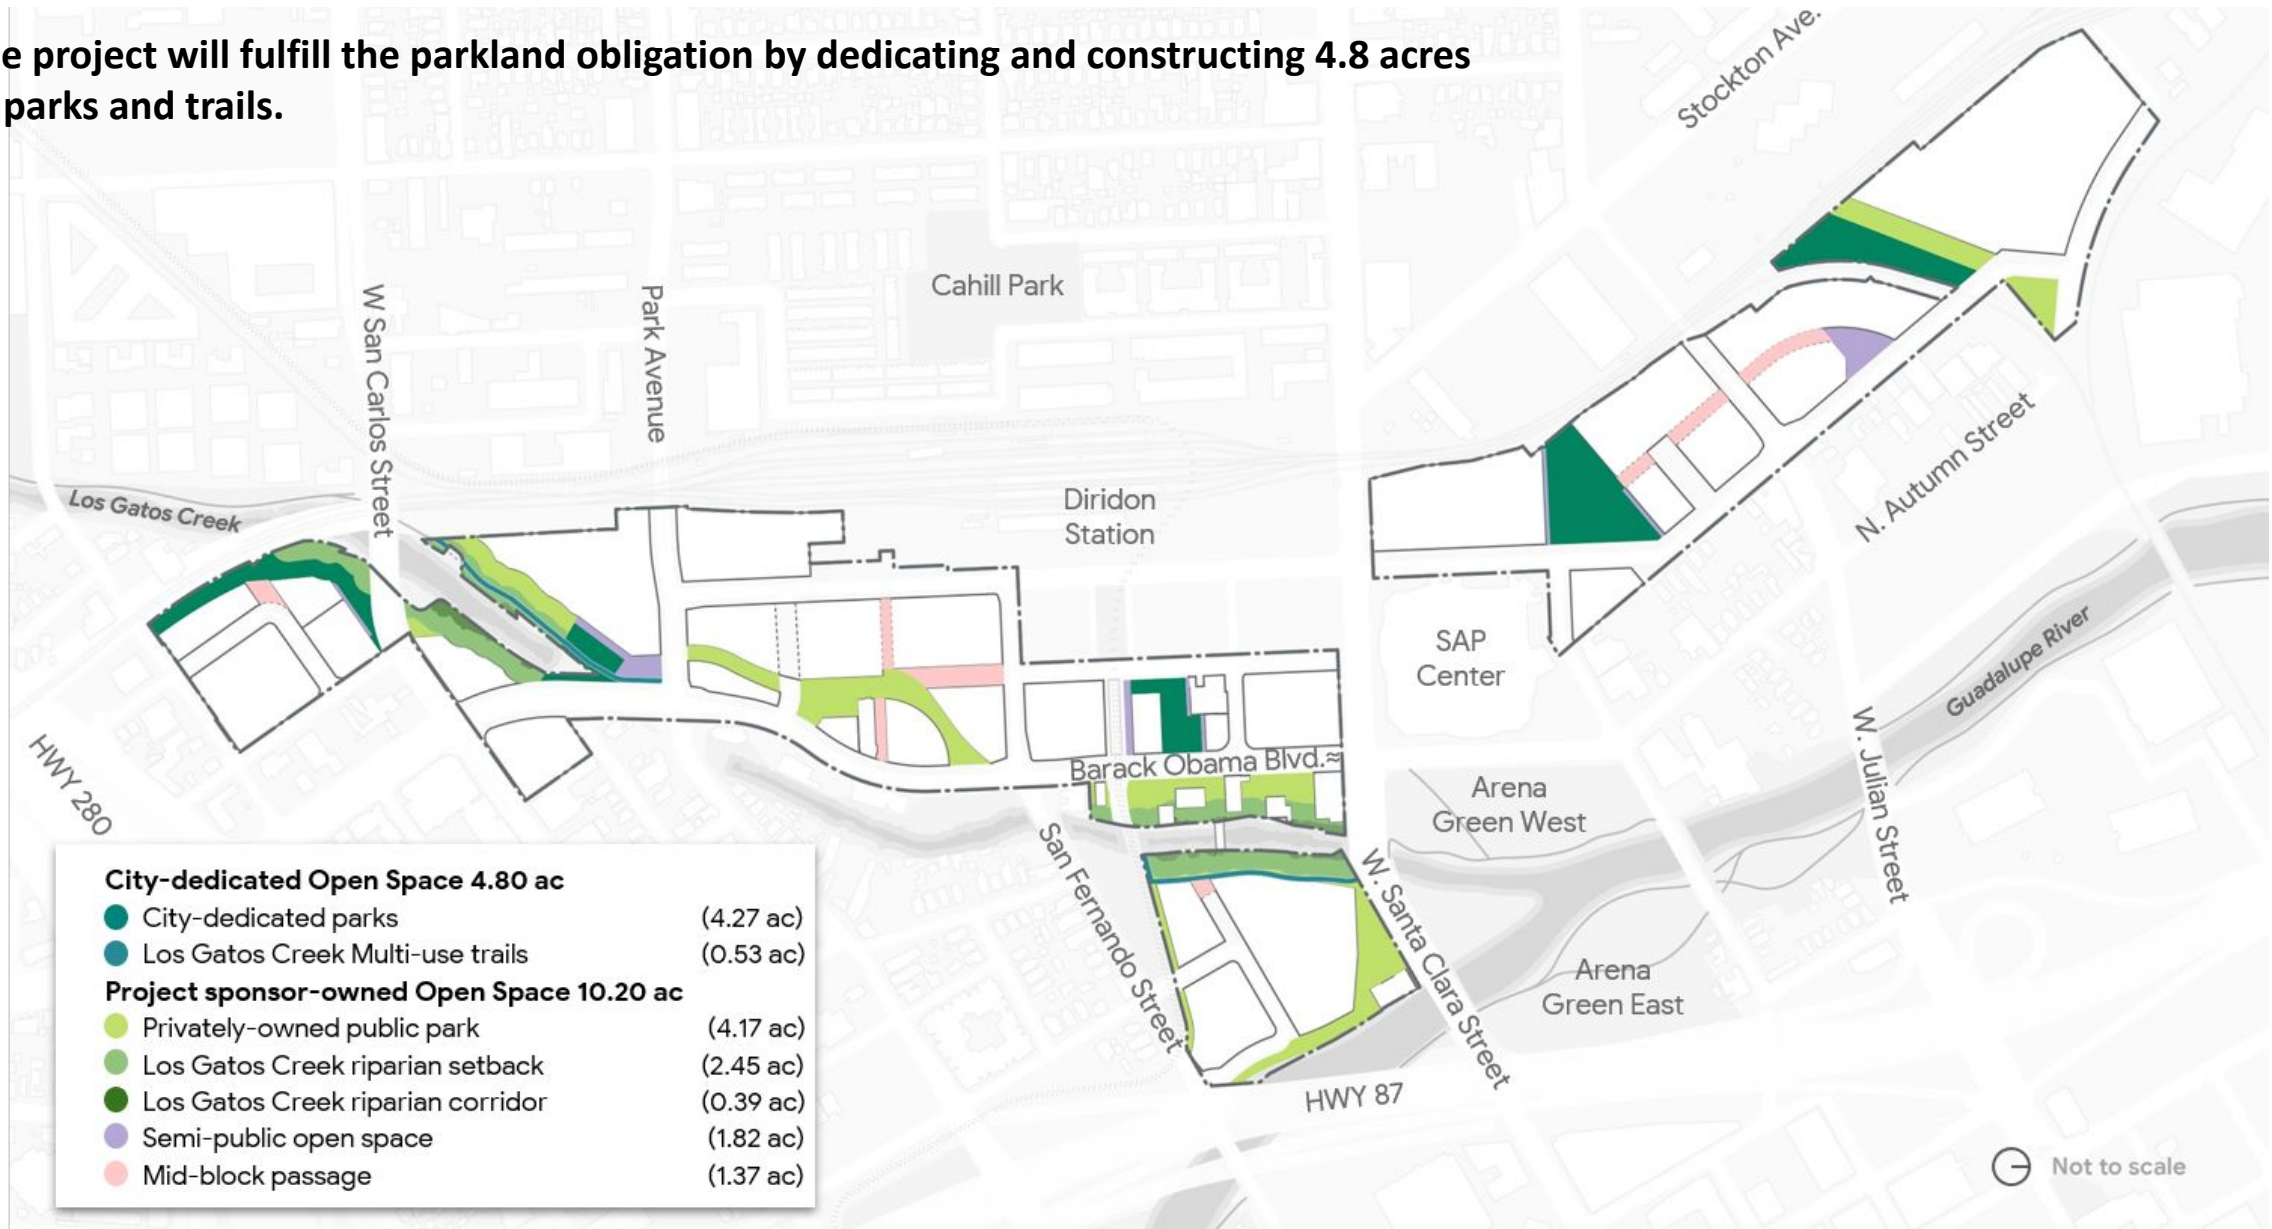 e project will fulfill the parkland obligation by dedicating and constructing 4.8 acres
parks and trails.
Stockton Ave.
Cahill Park
W San Carlos Street
Park Avenue
Diridon
Station
Los Gatos Creek
N. Autumn Street
SAP
Center
Guadalupe River
HWY 280
Barack Obama Blvd.
Arena
Green West
W. Julian Street
San Fernando Street
W. Santa Clara Street
Arena
Green East
HWY 87
City-dedicated Open Space 4.80 ac
City-dedicated parks (4.27 ac)
Los Gatos Creek Multi-use trails (0.53 ac)
Project sponsor-owned Open Space 10.20 ac
Privately-owned public park (4.17 ac)
Los Gatos Creek riparian setback (2.45 ac)
Los Gatos Creek riparian corridor (0.39 ac)
Semi-public open space (1.82 ac)
Mid-block passage (1.37 ac)
Not to scale